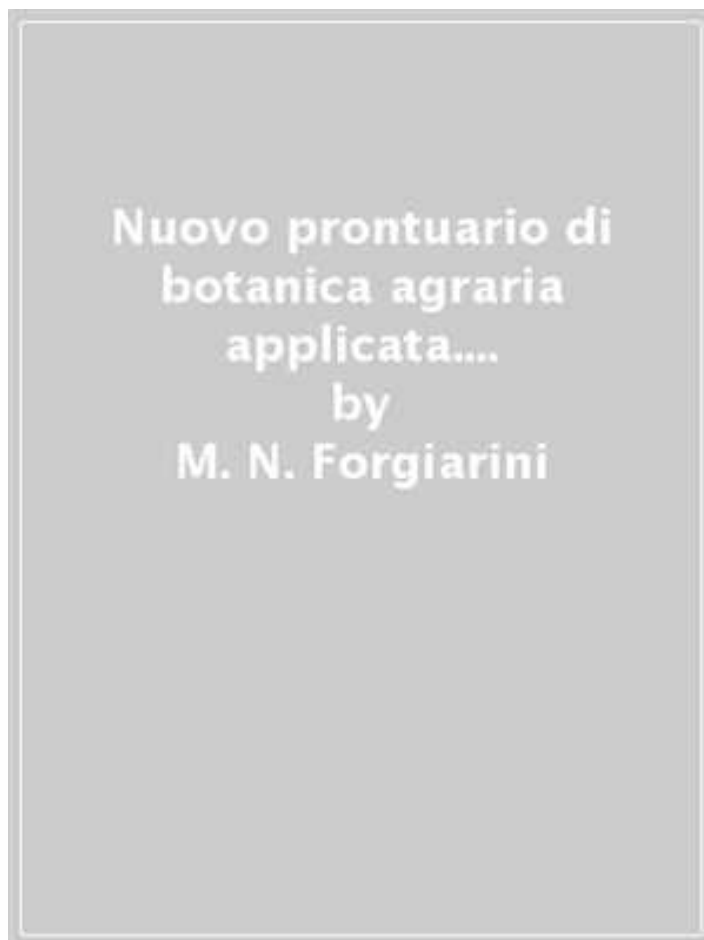 Nuovo prontuario di
botanica agraria
applicata....
by
M. N. Forgiarini